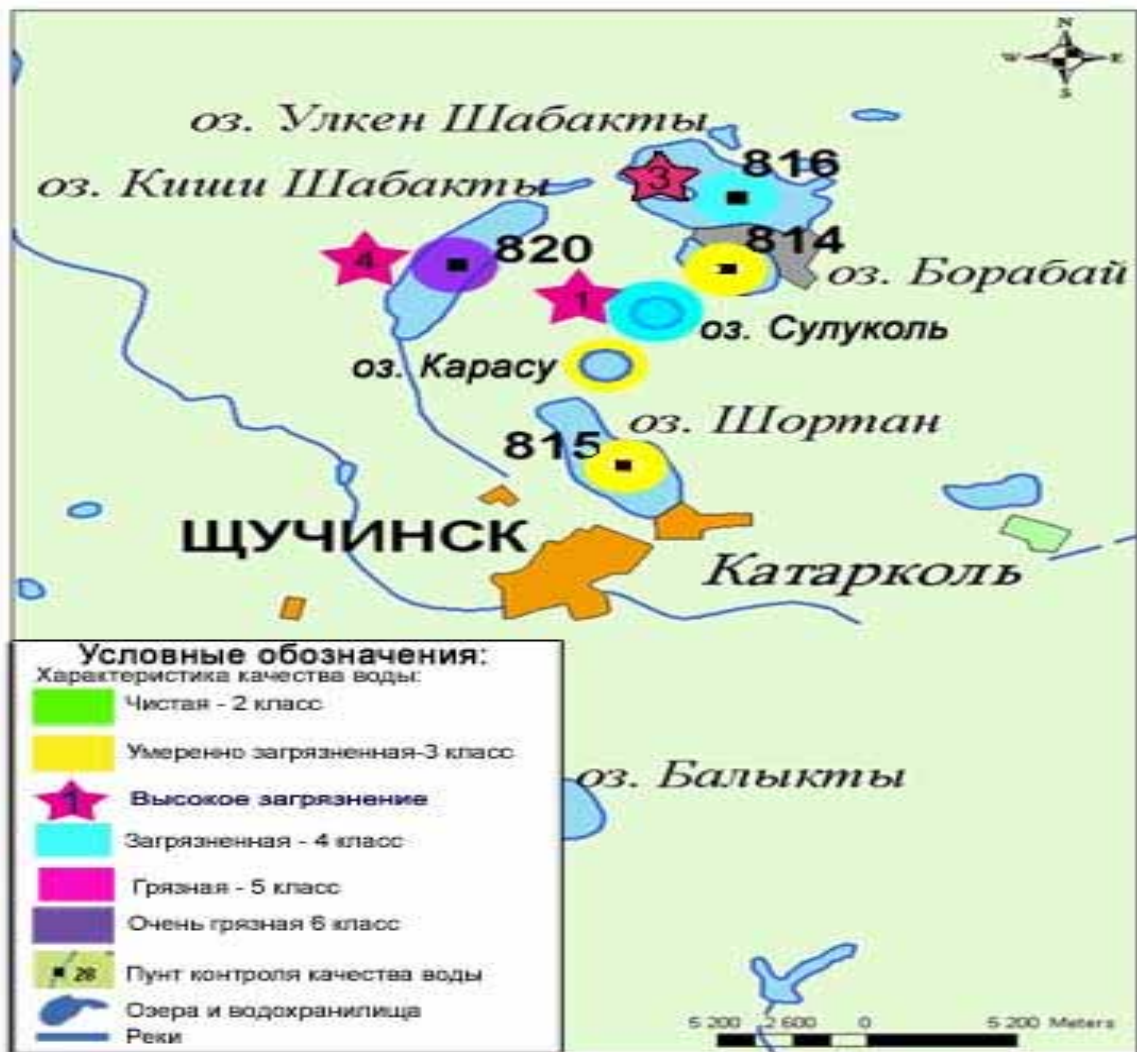 N
W E
S
оз. Улкен Шабакты
3
816
оз. Киши Шабакты
4
820
814
оз. Борабай
1
оз. Сулуколь
оз. Карасу
оз. Шортан
815
ЩУЧИНСК
Катарколь
Условные обозначения:
Характеристика качества воды:
Чистая - 2 класс
Умеренно загрязненная-3 класс
1 Высокое загрязнение
Загрязненная - 4 класс
Грязная - 5 класс
Очень грязная 6 класс
28 Пунт контроля качества воды
Озера и водохранилища
Реки
оз. Балыкты
5 200 2 600 0 5 200 Meters